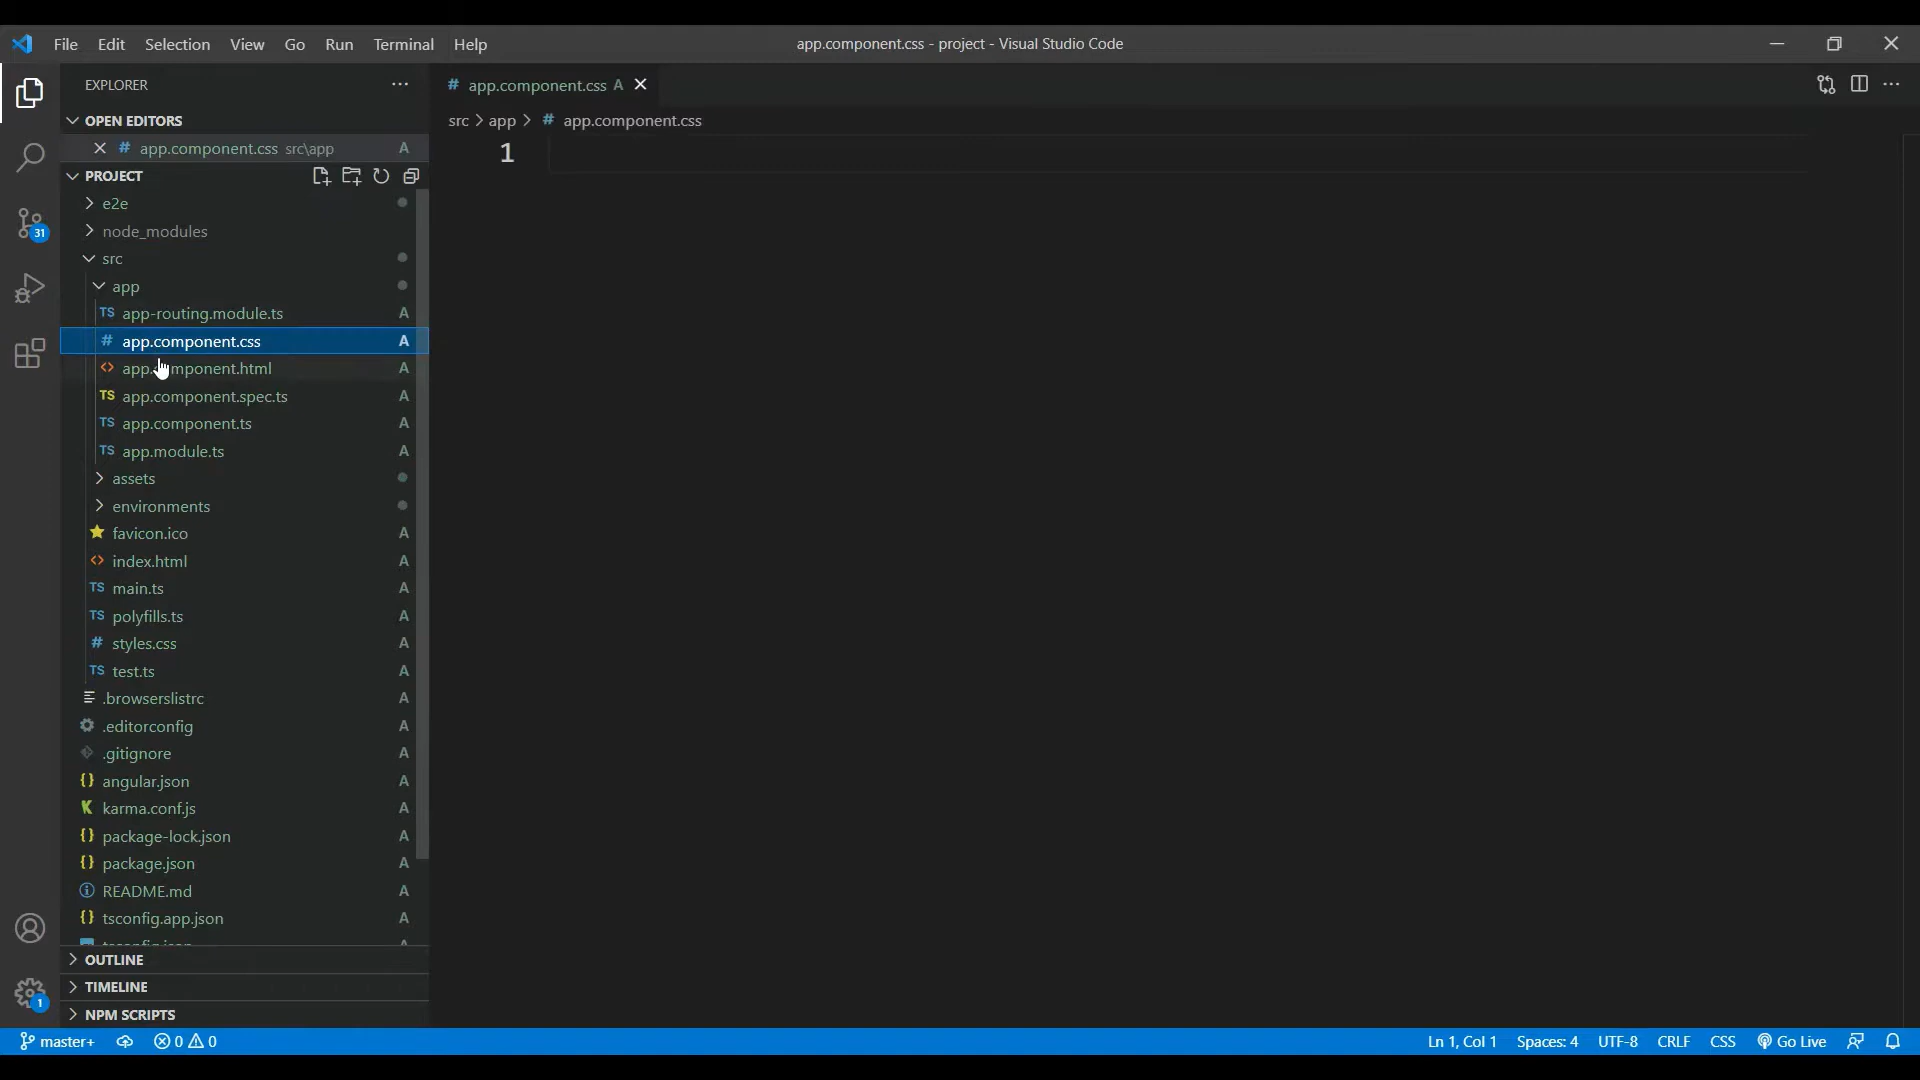 File Edit Selection View Go Run Terminal Help
app.component.css - project - Visual Studio Code
EXPLORER
OPEN EDITORS
# app.component.css src\app A
PROJECT
e2e
node_modules
src
app
TS app-routing.module.ts A
# app.component.css A
<> app.component.html A
TS app.component.spec.ts A
TS app.component.ts A
TS app.module.ts A
assets
environments
favicon.ico A
<> index.html A
TS main.ts A
TS polyfills.ts A
# styles.css A
TS test.ts A
.browserslistrc A
.editorconfig A
.gitignore A
{} angular.json A
K karma.conf.js A
{} package-lock.json A
{} package.json A
README.md A
{} tsconfig.app.json A
OUTLINE
TIMELINE
NPM SCRIPTS
# app.component.css A
src > app > # app.component.css
1
31
1
master+ 0 0
Ln 1, Col 1 Spaces: 4 UTF-8 CRLF CSS Go Live